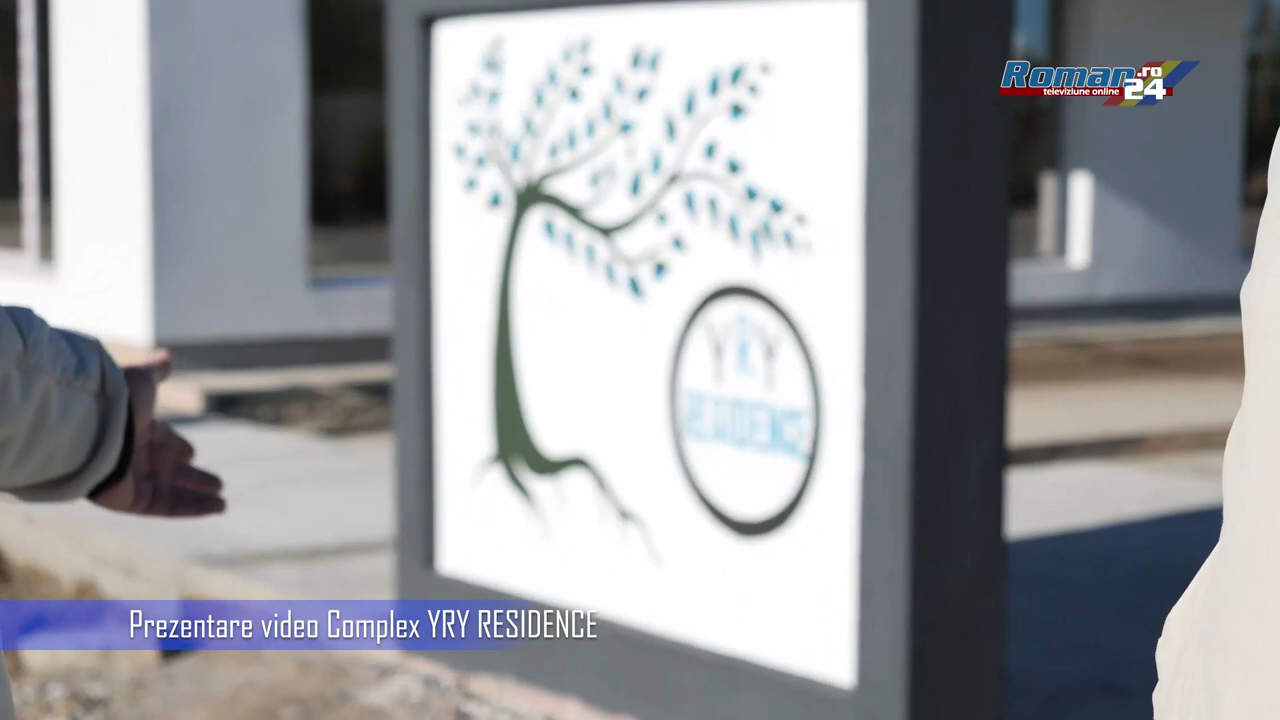 Roman
.ro
24
televiziune online
YRY
RESIDENCE
Prezentare video Complex YRY RESIDENCE